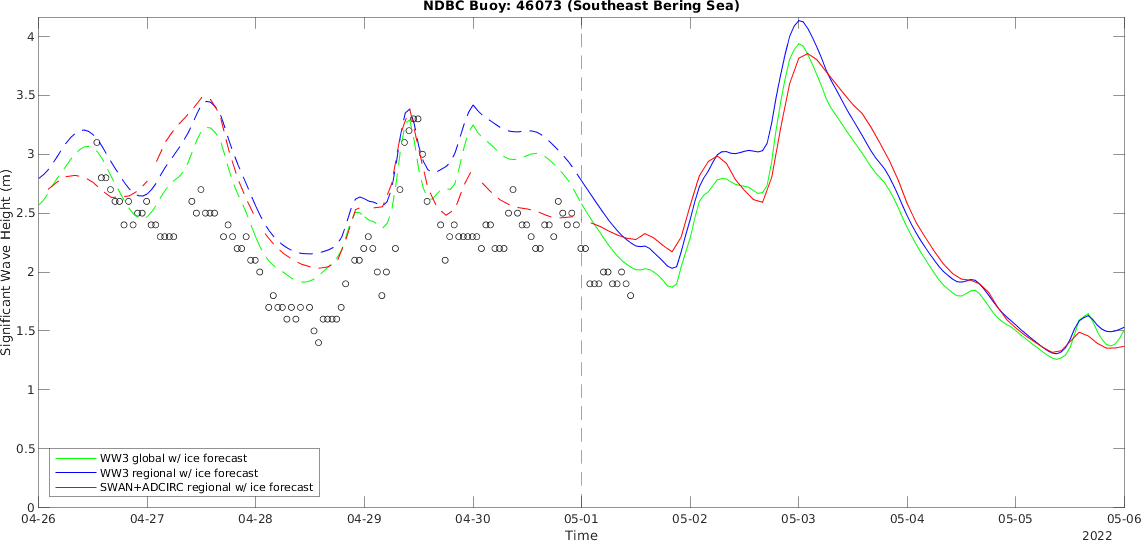 NDBC Buoy: 46073 (Southeast Bering Sea)
Significant Wave Height (m)
4
3.5
3
2.5
2
1.5
1
0.5
0
WW3 global w/ ice forecast
WW3 regional w/ ice forecast
SWAN+ADCIRC regional w/ ice forecast
04-26 04-27 04-28 04-29 04-30 05-01 05-02 05-03 05-04 05-05 05-06
Time
2022